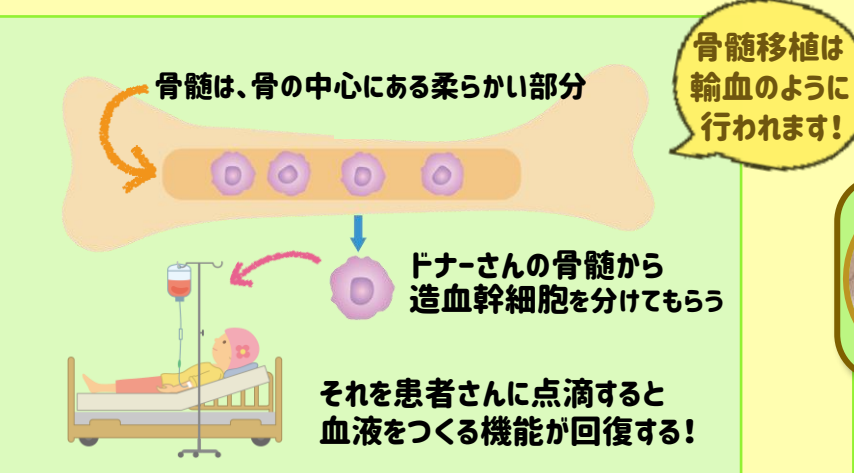 骨髄移植は
輸血のように
行われます!
骨髄は、骨の中心にある柔らかい部分
ドナーさんの骨髄から
造血幹細胞を分けてもらう
それを患者さんに点滴すると
血液をつくる機能が回復する!